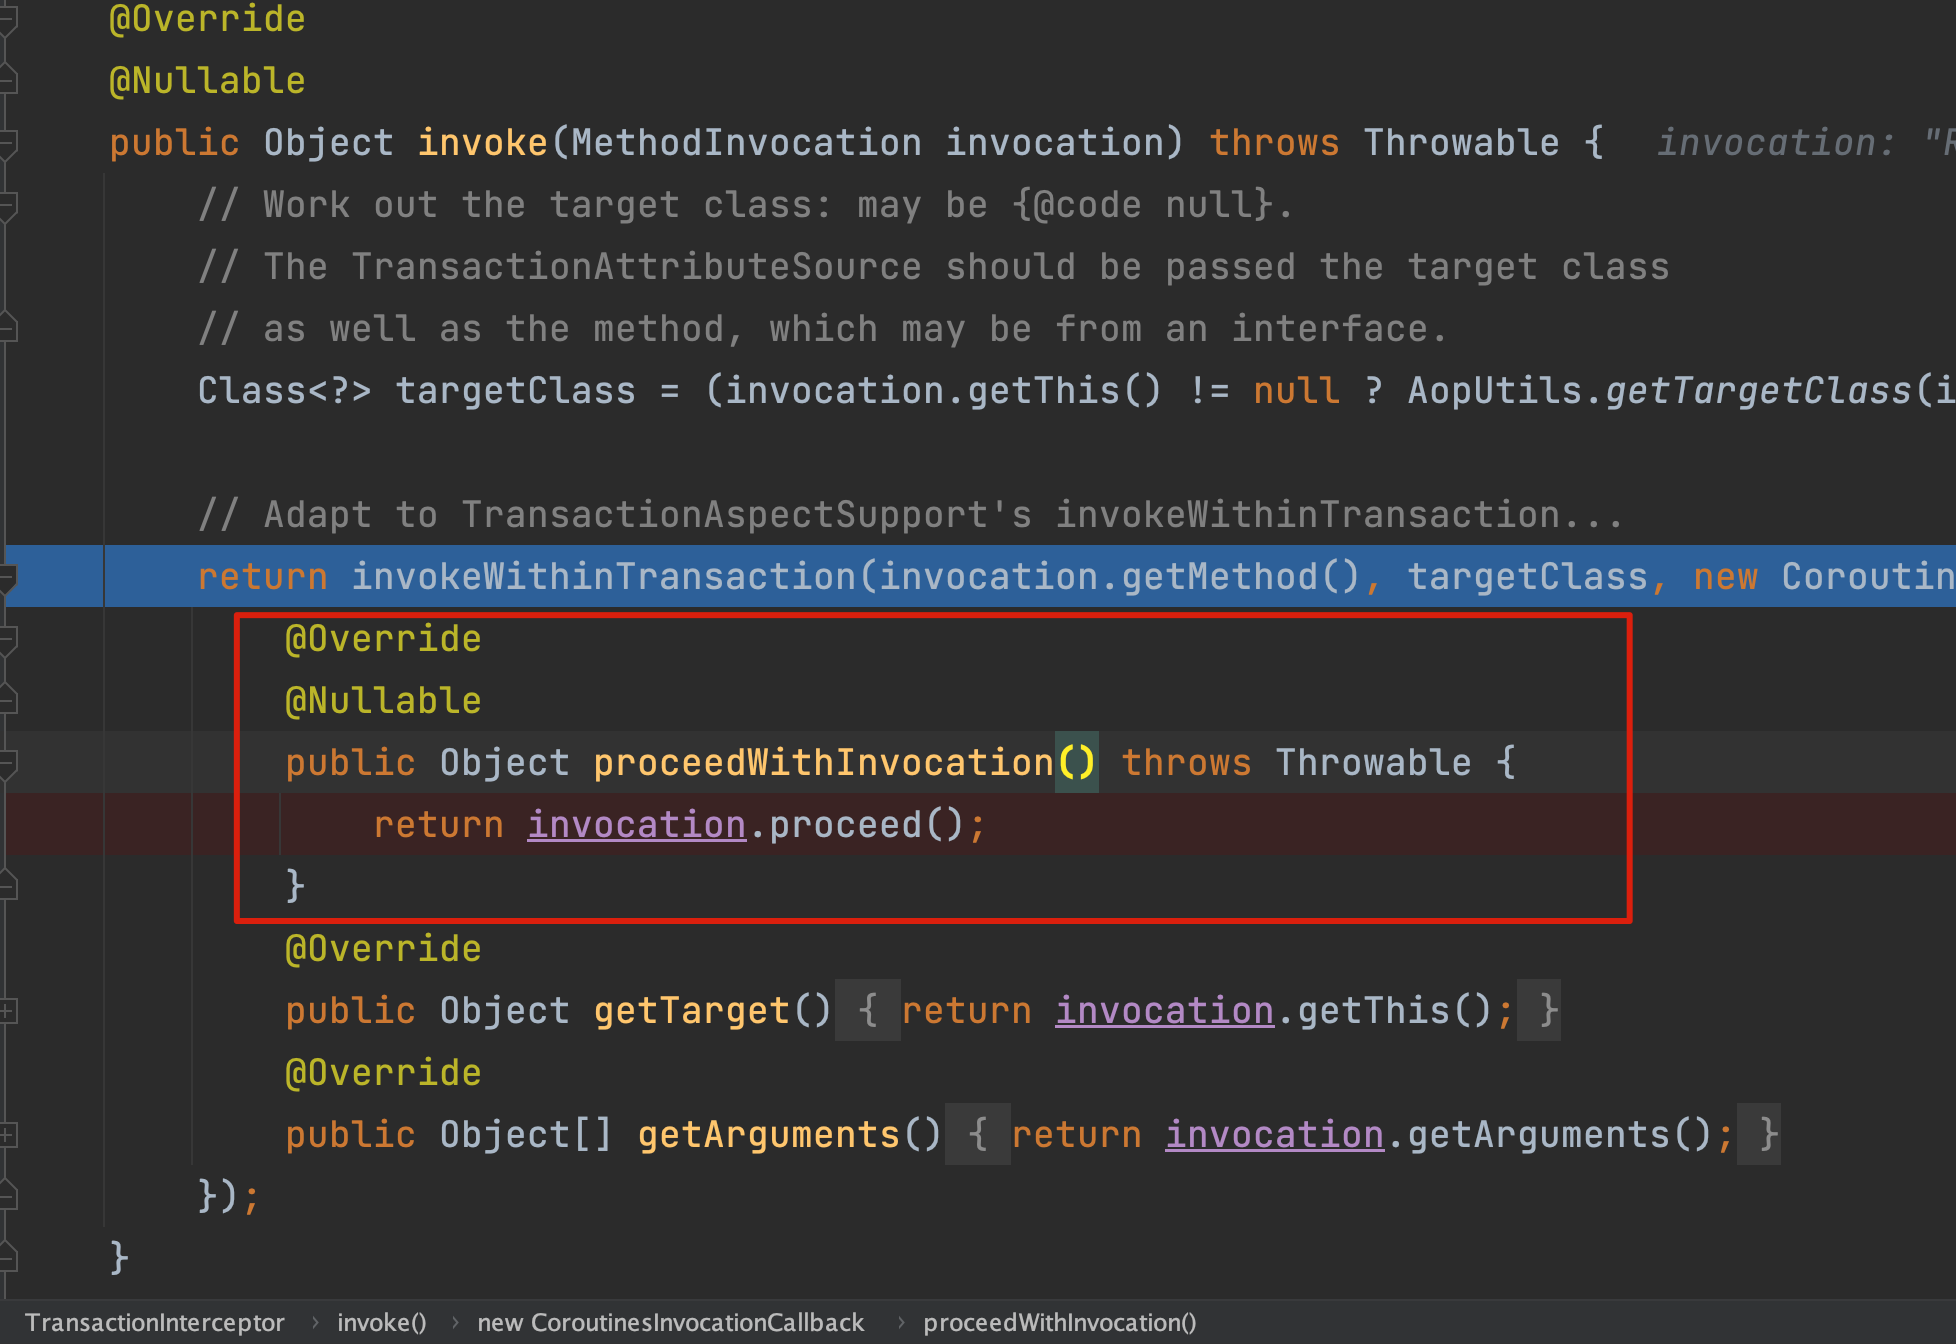 @Override
@Nullable
public Object invoke(MethodInvocation invocation) throws Throwable {   invocation: "R
// Work out the target class: may be {@code null}.
// The TransactionAttributeSource should be passed the target class
// as well as the method, which may be from an interface.
Class<?> targetClass = (invocation.getThis() != null ? AopUtils.getTargetClass(i
// Adapt to TransactionAspectSupport's invokeWithinTransaction...
return invokeWithinTransaction(invocation.getMethod(), targetClass, new Coroutin
@Override
@Nullable
public Object proceedWithInvocation() throws Throwable {
return invocation.proceed();
}
@Override
public Object getTarget() { return invocation.getThis(); }
@Override
public Object[] getArguments() { return invocation.getArguments(); }
});
}
TransactionInterceptor › invoke() › new CoroutinesInvocationCallback › proceedWithInvocation()